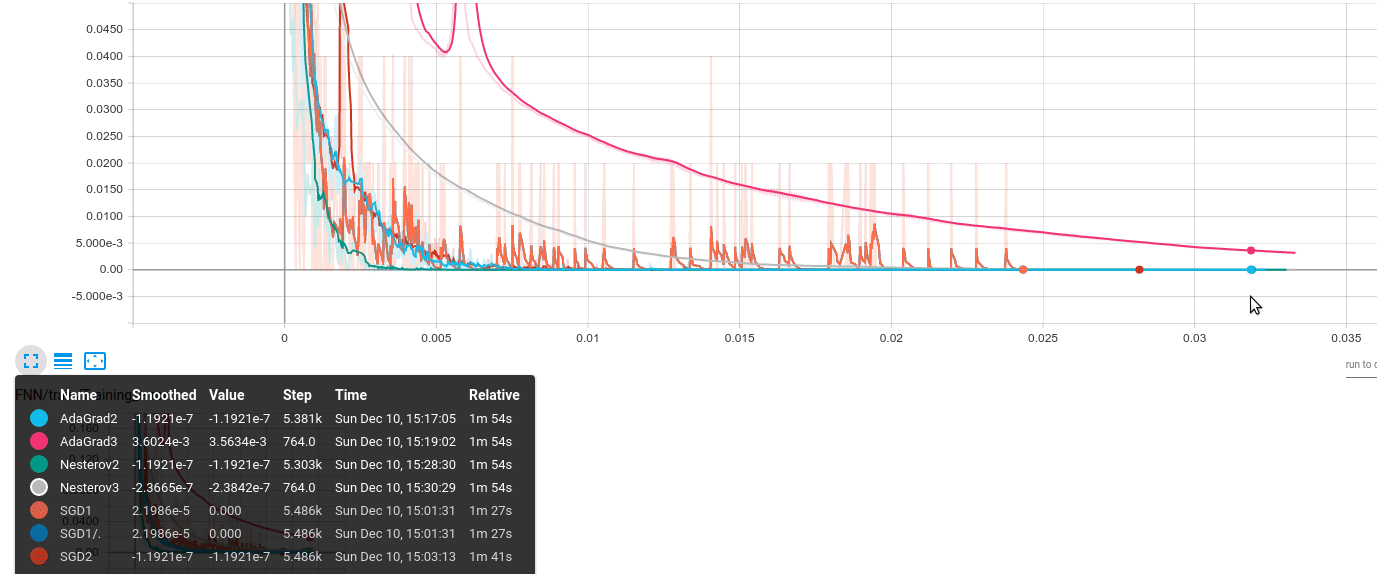 0.0450
0.0400
0.0350
0.0300
0.0250
0.0200
0.0150
0.0100
5.000e-3
0.00
-5.000e-3
0 0.005 0.01 0.015 0.02 0.025 0.03 0.035
run to d
Name Smoothed Value Step Time Relative
AdaGrad2 -1.1921e-7 -1.1921e-7 5.381k Sun Dec 10, 15:17:05 1m 54s
AdaGrad3 3.6024e-3 3.5634e-3 764.0 Sun Dec 10, 15:19:02 1m 54s
Nesterov2 -1.1921e-7 -1.1921e-7 5.303k Sun Dec 10, 15:28:30 1m 54s
Nesterov3 -2.3665e-7 -2.3842e-7 764.0 Sun Dec 10, 15:30:29 1m 54s
SGD1 2.1986e-5 0.000 5.486k Sun Dec 10, 15:01:31 1m 27s
SGD1/. 2.1986e-5 0.000 5.486k Sun Dec 10, 15:01:31 1m 27s
SGD2 -1.1921e-7 -1.1921e-7 5.486k Sun Dec 10, 15:03:13 1m 41s